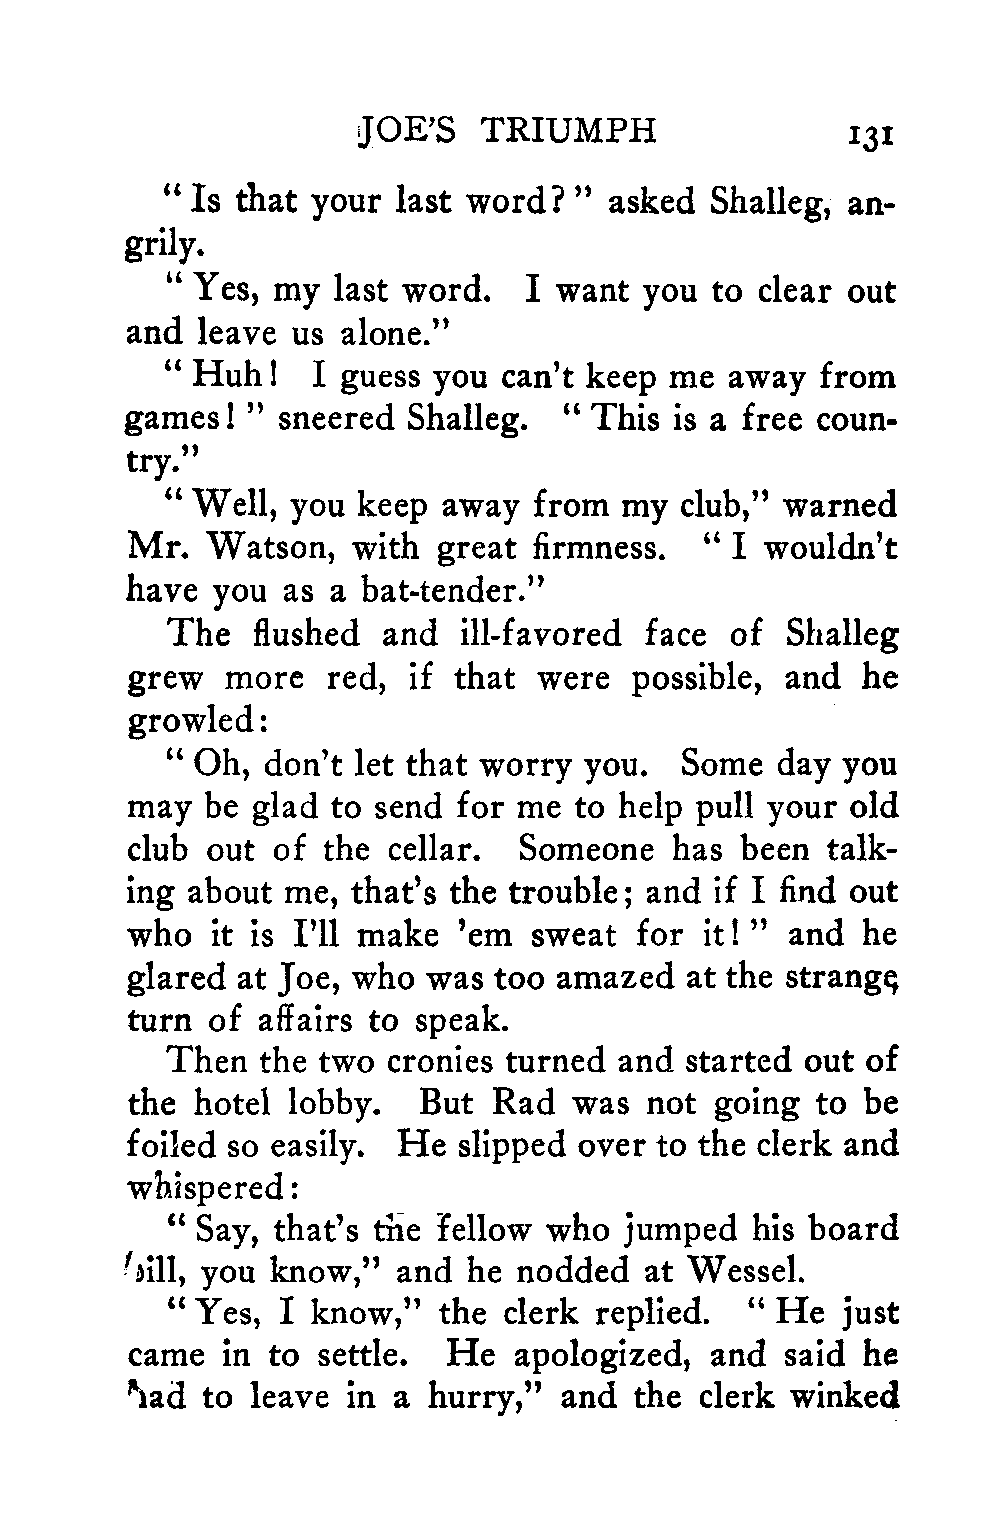 JOE'S TRIUMPH 131
" Is that your last word? " asked Shalleg, an-
grily.
" Yes, my last word. I want you to clear out
and leave us alone."
" Huh! I guess you can't keep me away from
games! " sneered Shalleg. " This is a free coun-
try."
" Well, you keep away from my club," warned
Mr. Watson, with great firmness. " I wouldn't
have you as a bat-tender."
The flushed and ill-favored face of Shalleg
grew more red, if that were possible, and he
growled:
" Oh, don't let that worry you. Some day you
may be glad to send for me to help pull your old
club out of the cellar. Someone has been talk-
ing about me, that's the trouble; and if I find out
who it is I'll make 'em sweat for it! " and he
glared at Joe, who was too amazed at the strange
turn of affairs to speak.
Then the two cronies turned and started out of
the hotel lobby. But Rad was not going to be
foiled so easily. He slipped over to the clerk and
whispered:
" Say, that's the fellow who jumped his board
bill, you know," and he nodded at Wessel.
" Yes, I know," the clerk replied. " He just
came in to settle. He apologized, and said he
had to leave in a hurry," and the clerk winked